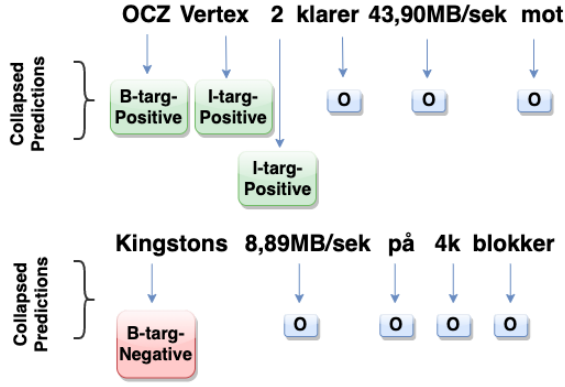 OCZ Vertex 2 klarer 43,90MB/sek mot
Collapsed
Predictions
B-targ-
Positive
I-targ-
Positive
O
O
O
I-targ-
Positive
Kingstons 8,89MB/sek på 4k blokker
Collapsed
Predictions
B-targ-
Negative
O
O
O
O